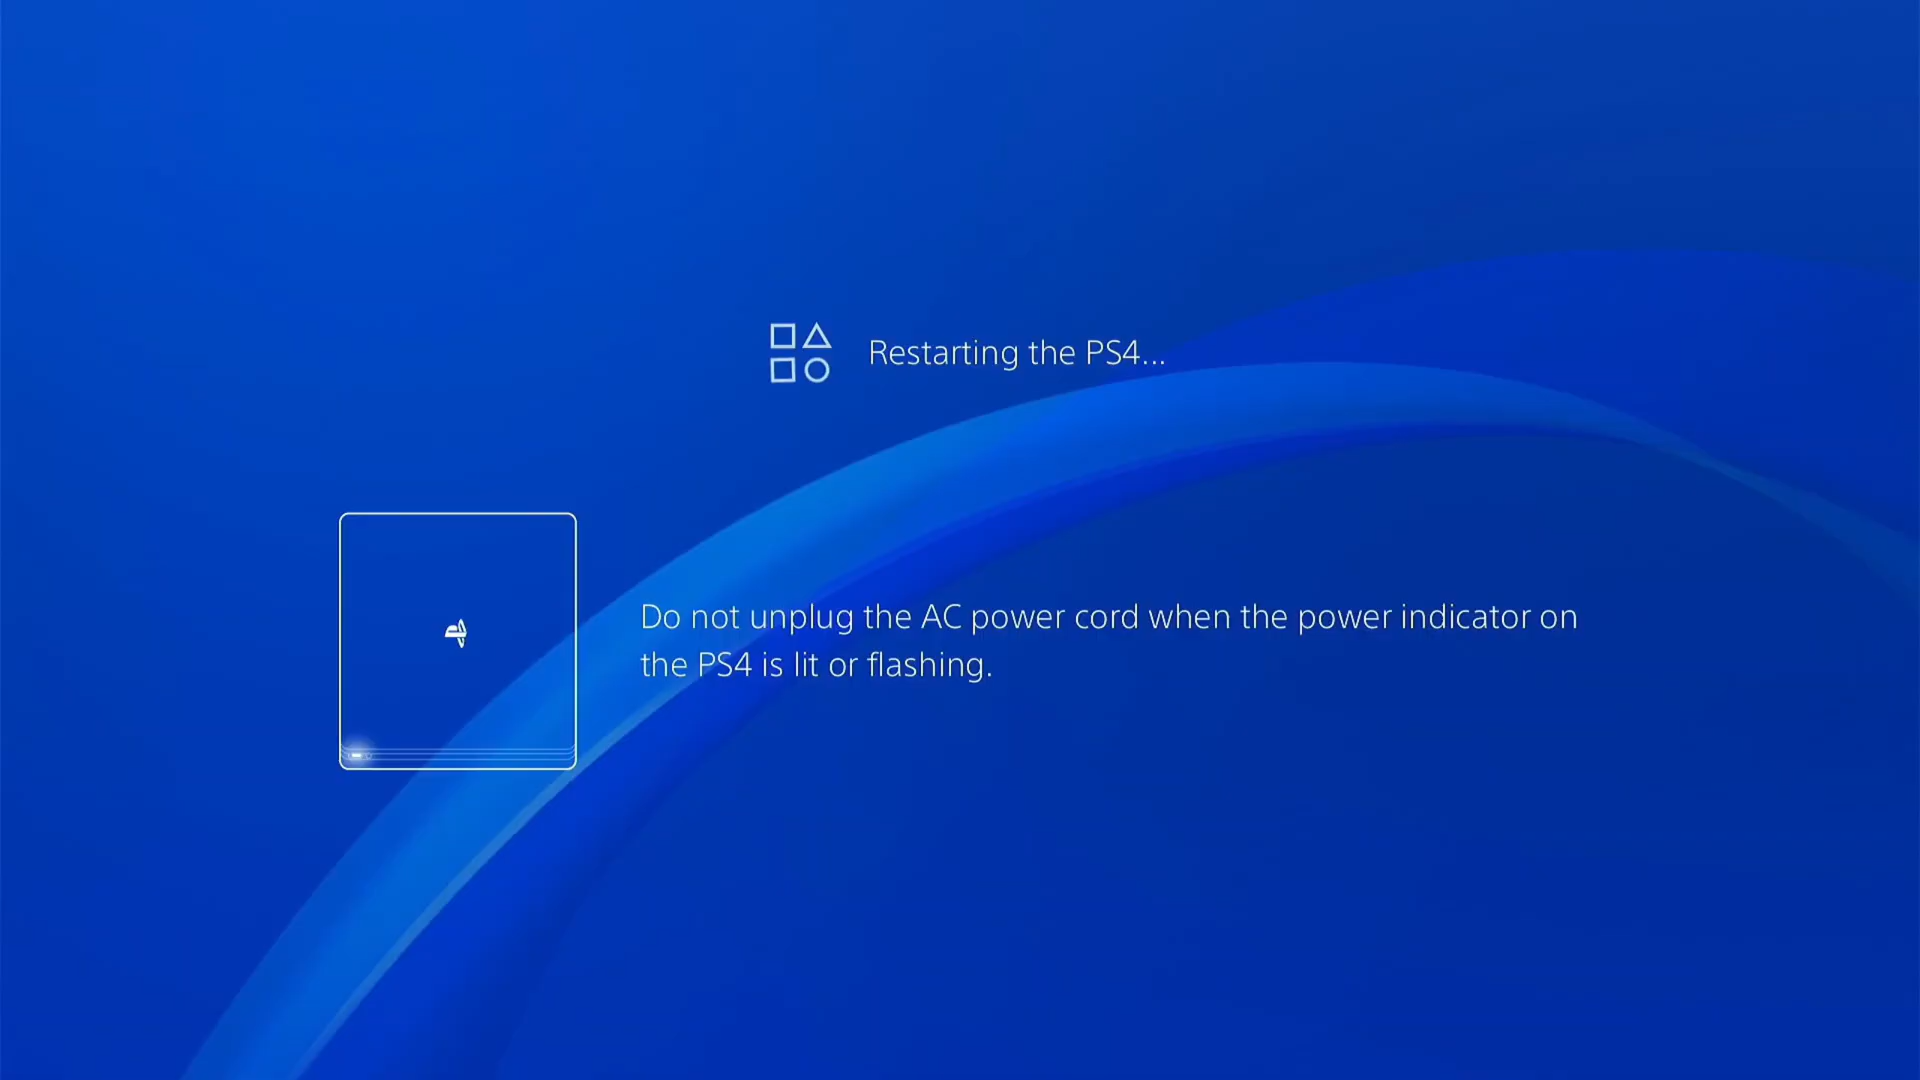 Restarting the PS4...
Do not unplug the AC power cord when the power indicator on
the PS4 is lit or flashing.